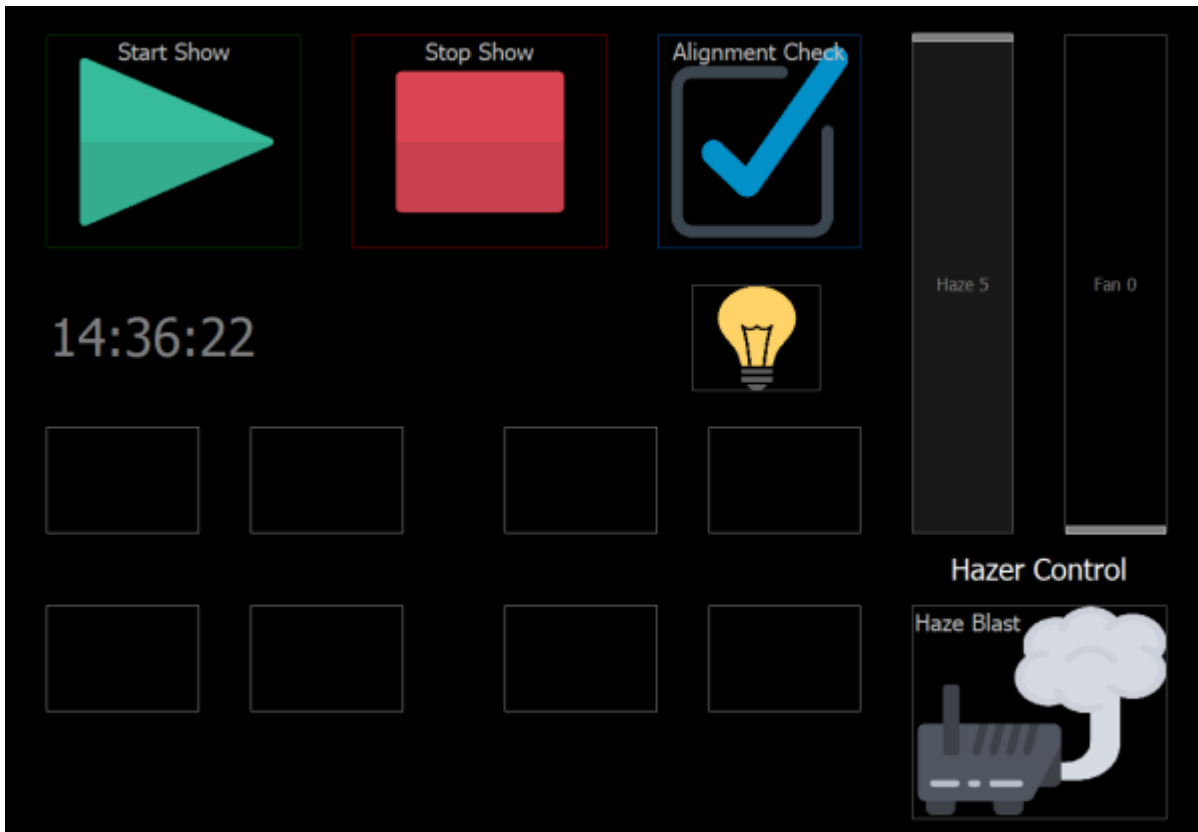 Start Show
Stop Show
Alignment Check
Haze 5
Fan 0
14:36:22
Hazer Control
Haze Blast